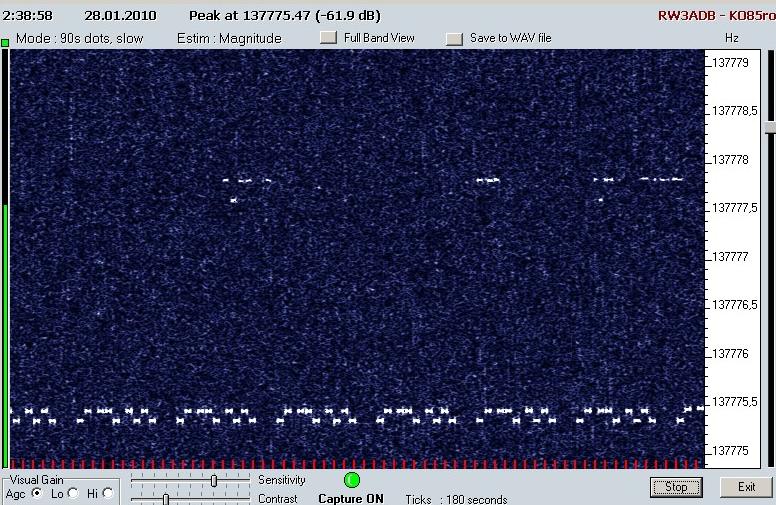 2:38:58 28.01.2010 Peak at 137775.47 (-61.9 dB) RW3ADB - KO85ro
Mode : 90s dots, slow Estim : Magnitude Full Band View Save to WAV file Hz
137779
137778,5
137778
137777,5
137777
137776,5
137776
137775,5
137775
Visual Gain Sensitivity
Agc Lo Hi Contrast Capture ON Ticks : 180 seconds Stop Exit